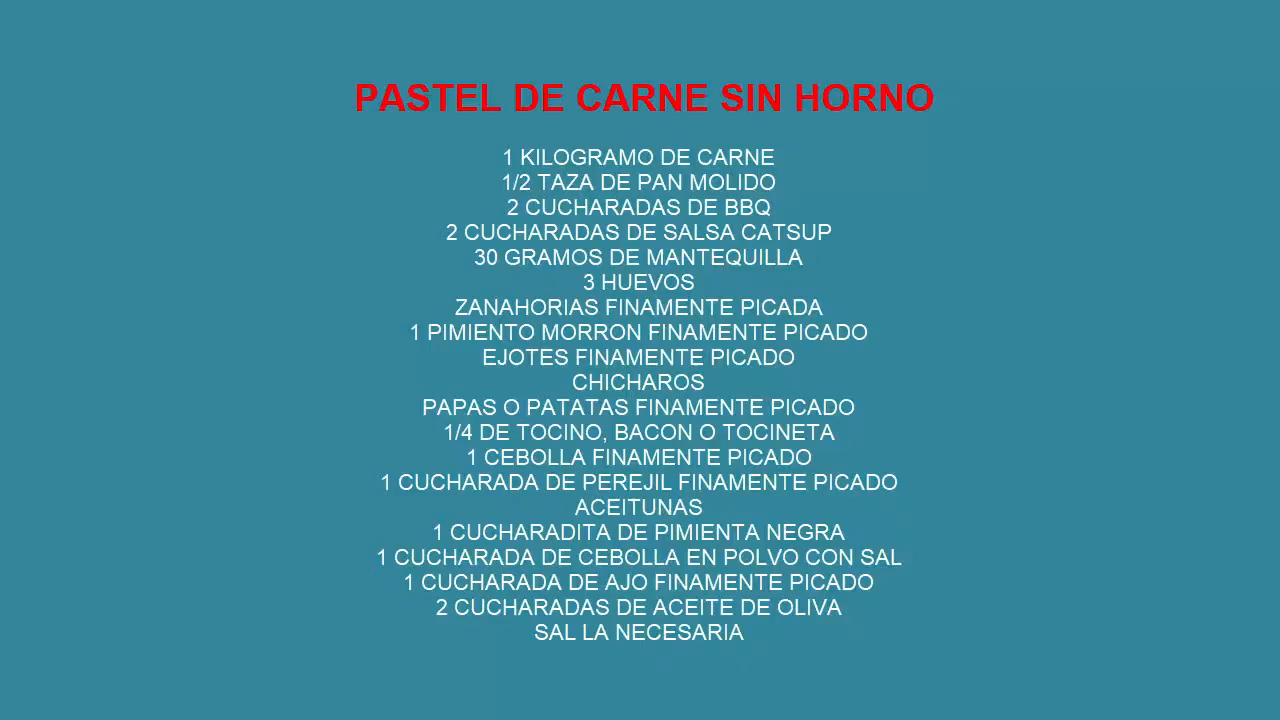 PASTEL DE CARNE SIN HORNO
1 KILOGRAMO DE CARNE
1/2 TAZA DE PAN MOLIDO
2 CUCHARADAS DE BBQ
2 CUCHARADAS DE SALSA CATSUP
30 GRAMOS DE MANTEQUILLA
3 HUEVOS
ZANAHORIAS FINAMENTE PICADA
1 PIMIENTO MORRON FINAMENTE PICADO
EJOTES FINAMENTE PICADO
CHICHAROS
PAPAS O PATATAS FINAMENTE PICADO
1/4 DE TOCINO, BACON O TOCINETA
1 CEBOLLA FINAMENTE PICADO
1 CUCHARADA DE PEREJIL FINAMENTE PICADO
ACEITUNAS
1 CUCHARADITA DE PIMIENTA NEGRA
1 CUCHARADA DE CEBOLLA EN POLVO CON SAL
1 CUCHARADA DE AJO FINAMENTE PICADO
2 CUCHARADAS DE ACEITE DE OLIVA
SAL LA NECESARIA